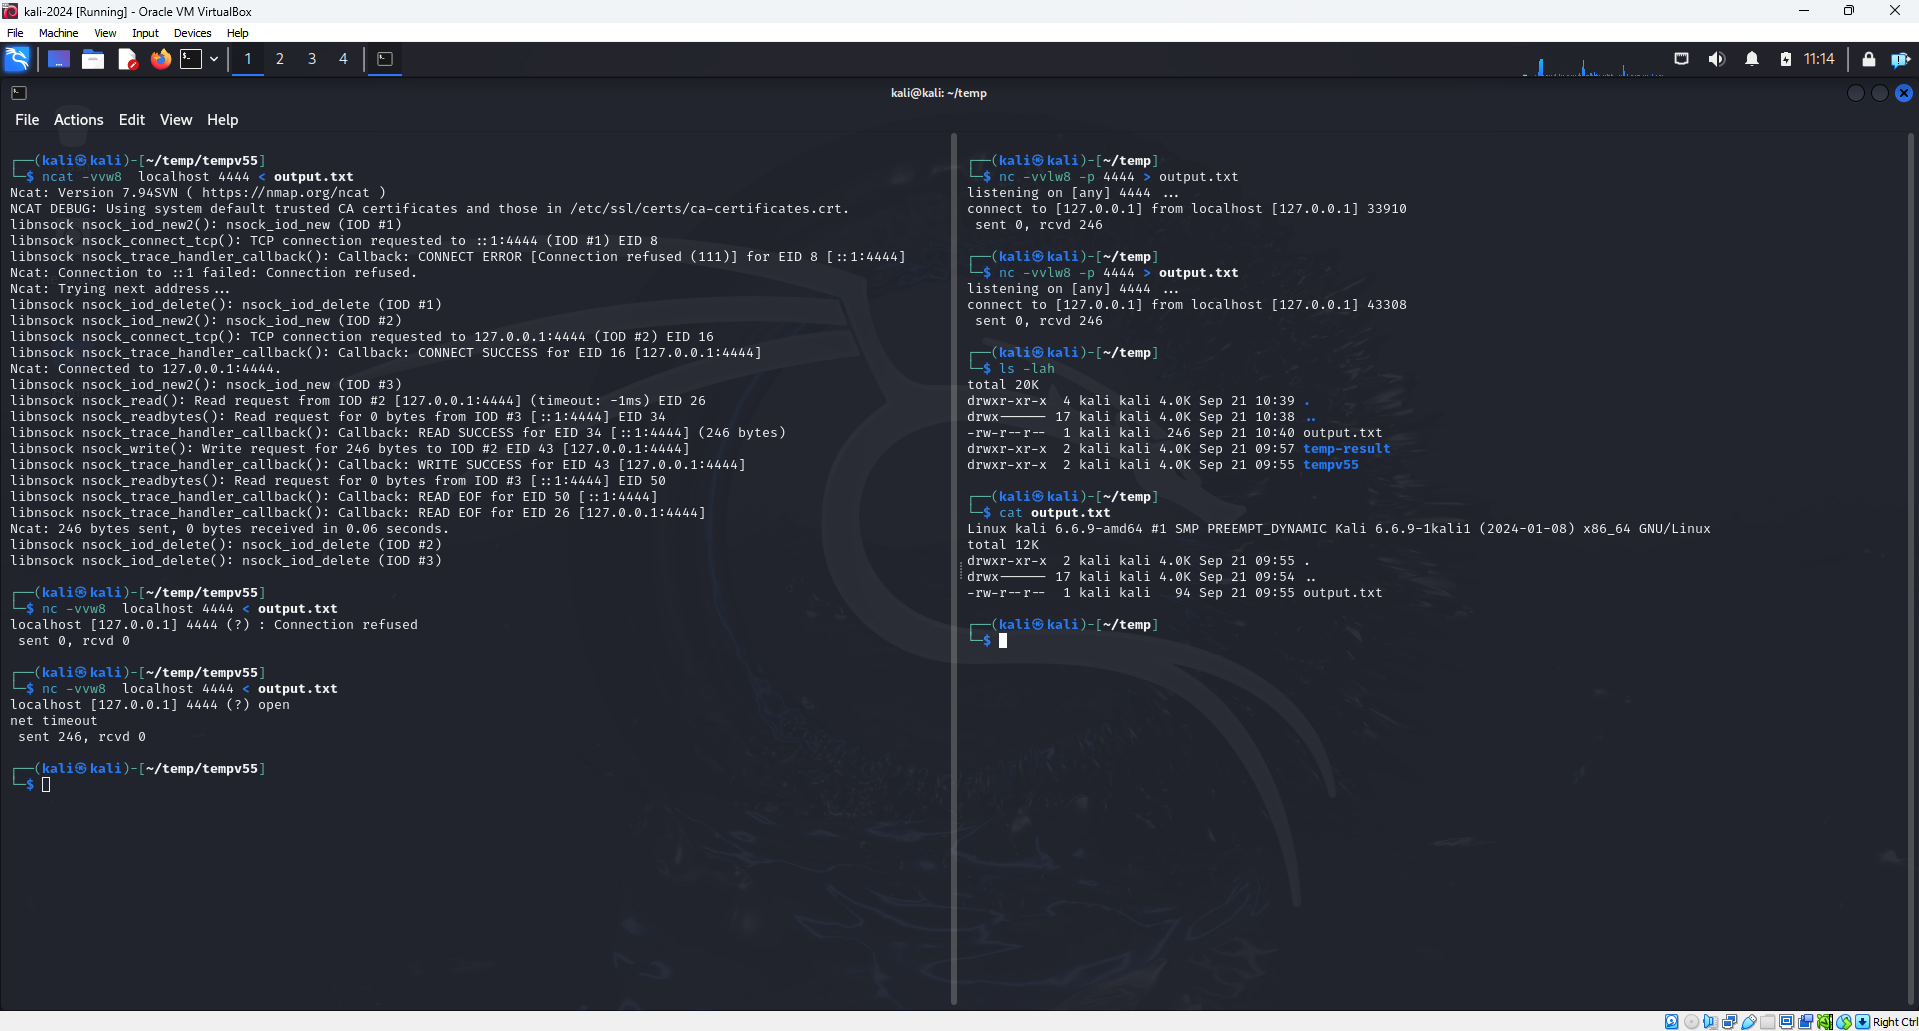 kali-2024 [Running] - Oracle VM VirtualBox
File Machine View Input Devices Help
1 2 3 4
11:14
kali@kali: ~/temp
File Actions Edit View Help
┌──(kali㉿kali)-[~/temp/tempv55]
└─$ ncat -vvw8  localhost 4444 < output.txt
Ncat: Version 7.94SVN ( https://nmap.org/ncat )
NCAT DEBUG: Using system default trusted CA certificates and those in /etc/ssl/certs/ca-certificates.crt.
libnsock nsock_iod_new2(): nsock_iod_new (IOD #1)
libnsock nsock_connect_tcp(): TCP connection requested to ::1:4444 (IOD #1) EID 8
libnsock nsock_trace_handler_callback(): Callback: CONNECT ERROR [Connection refused (111)] for EID 8 [::1:4444]
Ncat: Connection to ::1 failed: Connection refused.
Ncat: Trying next address...
libnsock nsock_iod_delete(): nsock_iod_delete (IOD #1)
libnsock nsock_iod_new2(): nsock_iod_new (IOD #2)
libnsock nsock_connect_tcp(): TCP connection requested to 127.0.0.1:4444 (IOD #2) EID 16
libnsock nsock_trace_handler_callback(): Callback: CONNECT SUCCESS for EID 16 [127.0.0.1:4444]
Ncat: Connected to 127.0.0.1:4444.
libnsock nsock_iod_new2(): nsock_iod_new (IOD #3)
libnsock nsock_read(): Read request from IOD #2 [127.0.0.1:4444] (timeout: -1ms) EID 26
libnsock nsock_readbytes(): Read request for 0 bytes from IOD #3 [::1:4444] EID 34
libnsock nsock_trace_handler_callback(): Callback: READ SUCCESS for EID 34 [::1:4444] (246 bytes)
libnsock nsock_write(): Write request for 246 bytes to IOD #2 EID 43 [127.0.0.1:4444]
libnsock nsock_trace_handler_callback(): Callback: WRITE SUCCESS for EID 43 [127.0.0.1:4444]
libnsock nsock_readbytes(): Read request for 0 bytes from IOD #3 [::1:4444] EID 50
libnsock nsock_trace_handler_callback(): Callback: READ EOF for EID 50 [::1:4444]
libnsock nsock_trace_handler_callback(): Callback: READ EOF for EID 26 [127.0.0.1:4444]
Ncat: 246 bytes sent, 0 bytes received in 0.06 seconds.
libnsock nsock_iod_delete(): nsock_iod_delete (IOD #2)
libnsock nsock_iod_delete(): nsock_iod_delete (IOD #3)
┌──(kali㉿kali)-[~/temp/tempv55]
└─$ nc -vvw8  localhost 4444 < output.txt
localhost [127.0.0.1] 4444 (?) : Connection refused
 sent 0, rcvd 0
┌──(kali㉿kali)-[~/temp/tempv55]
└─$ nc -vvw8  localhost 4444 < output.txt
localhost [127.0.0.1] 4444 (?) open
net timeout
 sent 246, rcvd 0
┌──(kali㉿kali)-[~/temp/tempv55]
└─$
┌──(kali㉿kali)-[~/temp]
└─$ nc -vvlw8 -p 4444 > output.txt
listening on [any] 4444 ...
connect to [127.0.0.1] from localhost [127.0.0.1] 33910
 sent 0, rcvd 246
┌──(kali㉿kali)-[~/temp]
└─$ nc -vvlw8 -p 4444 > output.txt
listening on [any] 4444 ...
connect to [127.0.0.1] from localhost [127.0.0.1] 43308
 sent 0, rcvd 246
┌──(kali㉿kali)-[~/temp]
└─$ ls -lah
total 20K
drwxr-xr-x  4 kali kali 4.0K Sep 21 10:39 .
drwx------ 17 kali kali 4.0K Sep 21 10:38 ..
-rw-r--r--  1 kali kali  246 Sep 21 10:40 output.txt
drwxr-xr-x  2 kali kali 4.0K Sep 21 09:57 temp-result
drwxr-xr-x  2 kali kali 4.0K Sep 21 09:55 tempv55
┌──(kali㉿kali)-[~/temp]
└─$ cat output.txt
Linux kali 6.6.9-amd64 #1 SMP PREEMPT_DYNAMIC Kali 6.6.9-1kali1 (2024-01-08) x86_64 GNU/Linux
total 12K
drwxr-xr-x  2 kali kali 4.0K Sep 21 09:55 .
drwx------ 17 kali kali 4.0K Sep 21 09:54 ..
-rw-r--r--  1 kali kali   94 Sep 21 09:55 output.txt
┌──(kali㉿kali)-[~/temp]
└─$
Right Ctrl